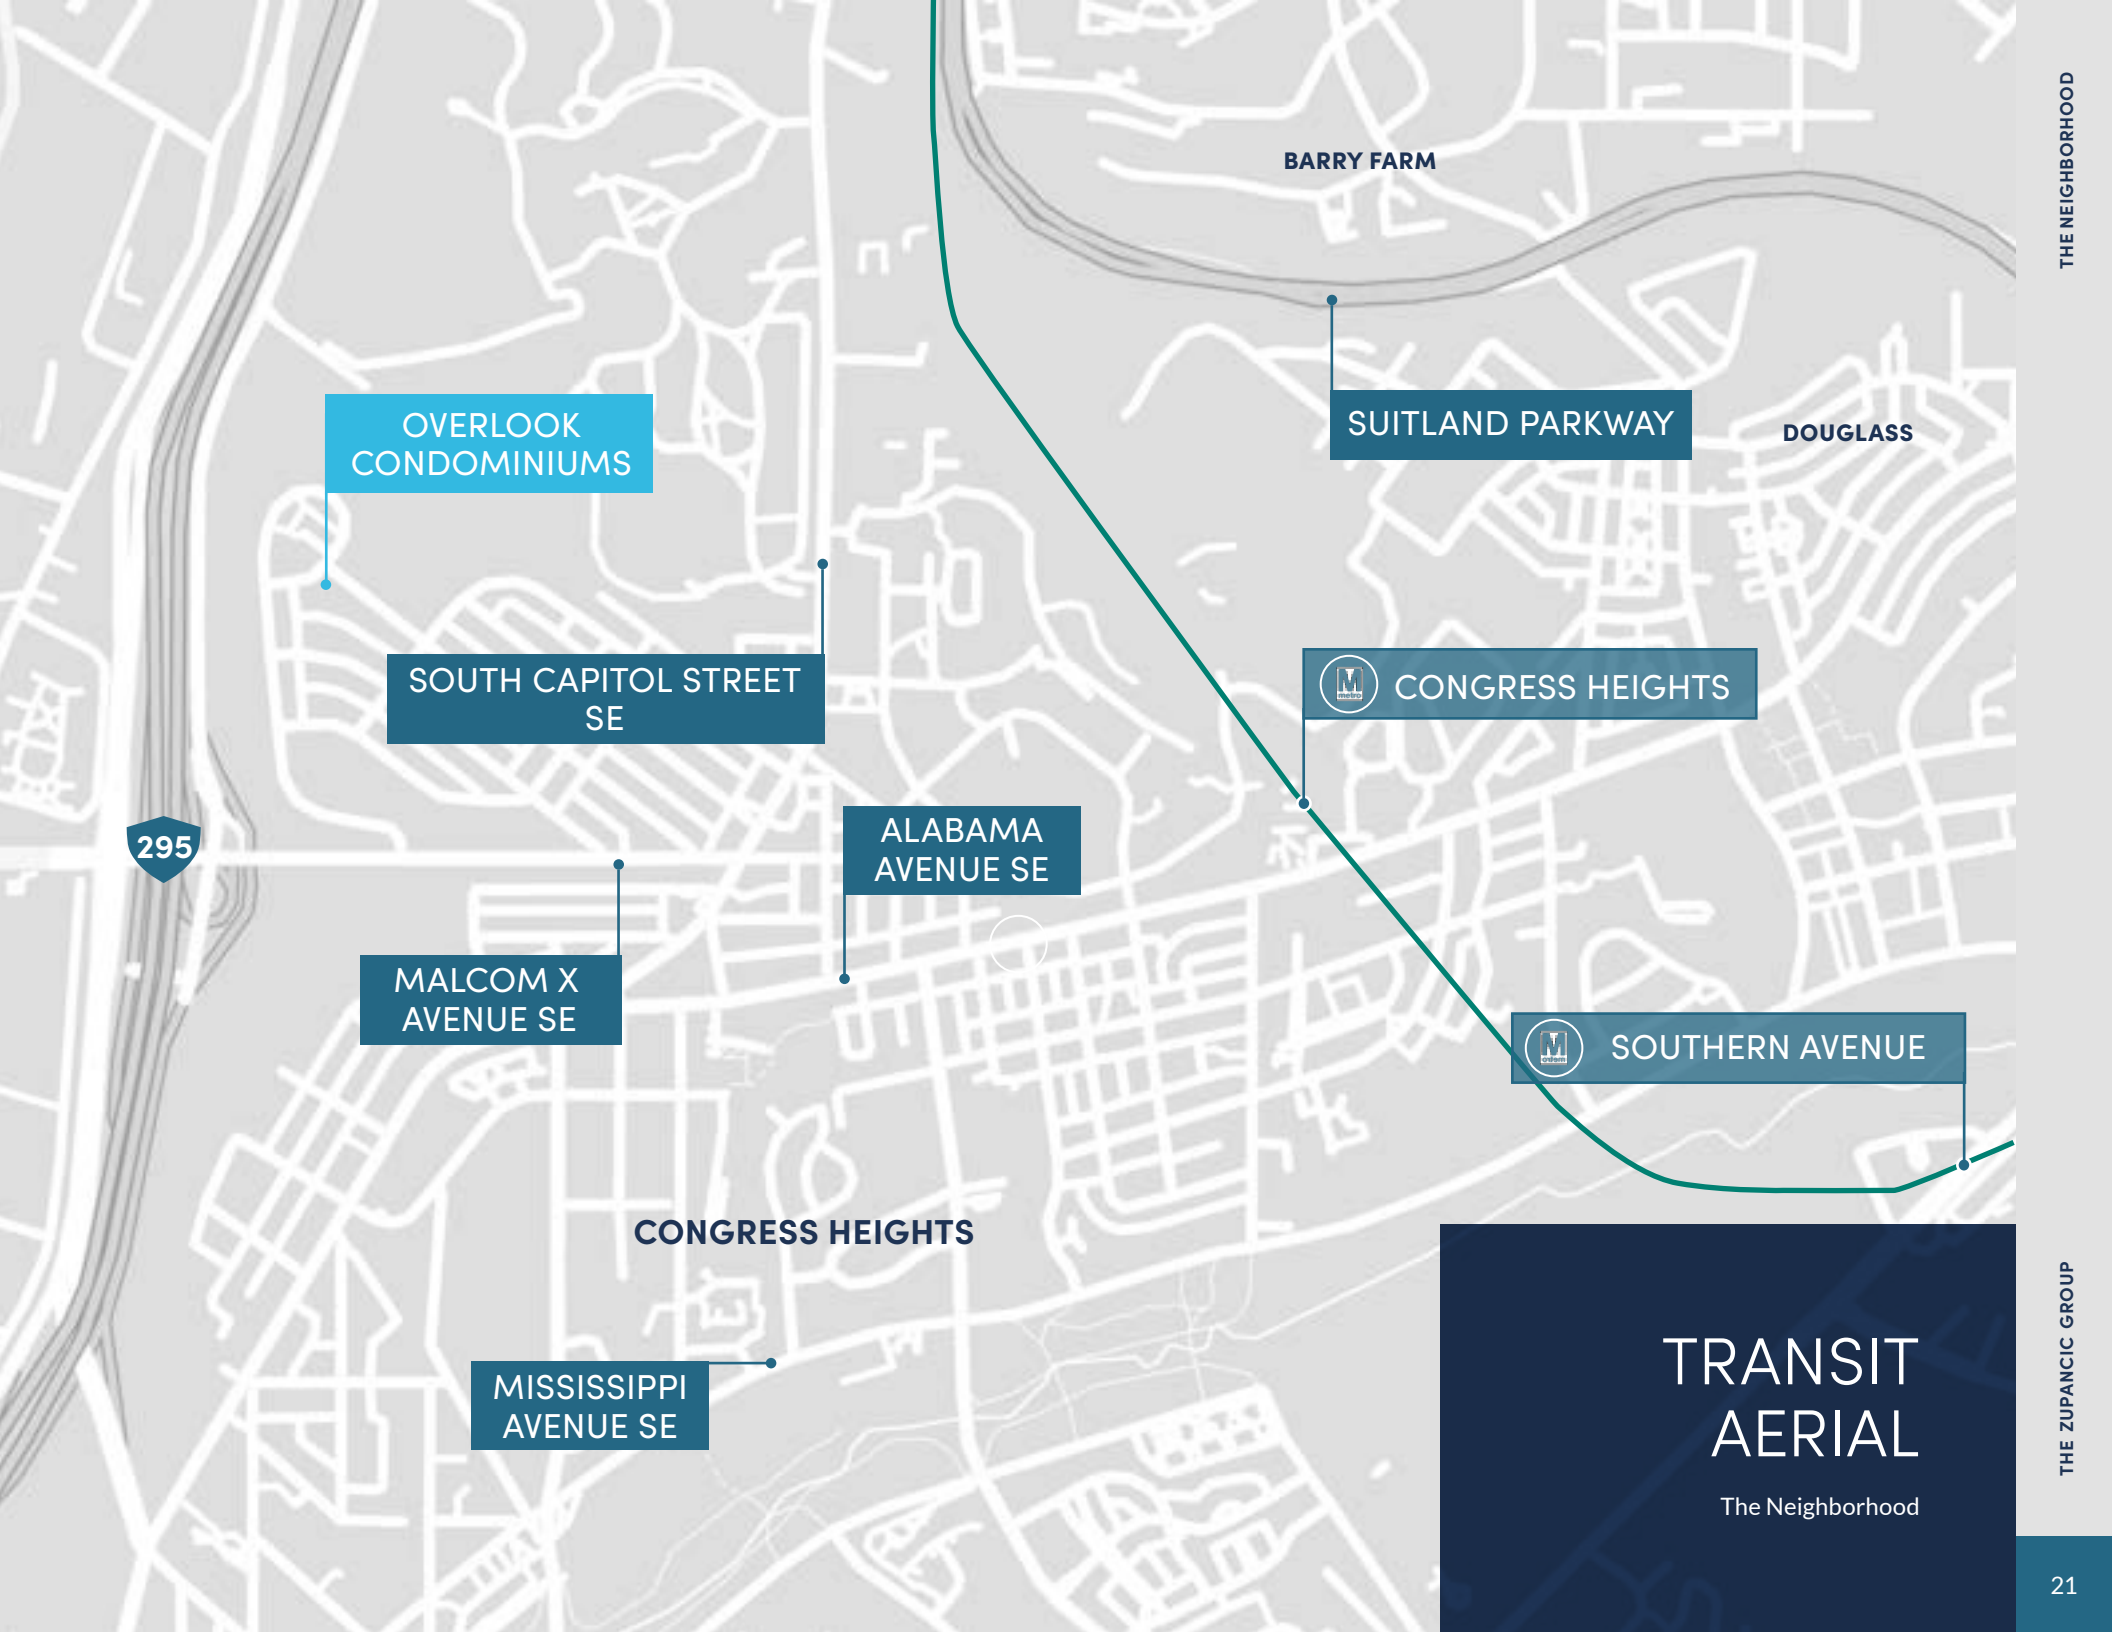 THE NEIGHBORHOOD
BARRY FARM
OVERLOOK
CONDOMINIUMS
SUITLAND PARKWAY
DOUGLASS
SOUTH CAPITOL STREET
SE
M
metro
CONGRESS HEIGHTS
295
ALABAMA
AVENUE SE
MALCOM X
AVENUE SE
M
SOUTHERN AVENUE
CONGRESS HEIGHTS
MISSISSIPPI
AVENUE SE
TRANSIT
AERIAL
The Neighborhood
THE ZUPANCIC GROUP
21